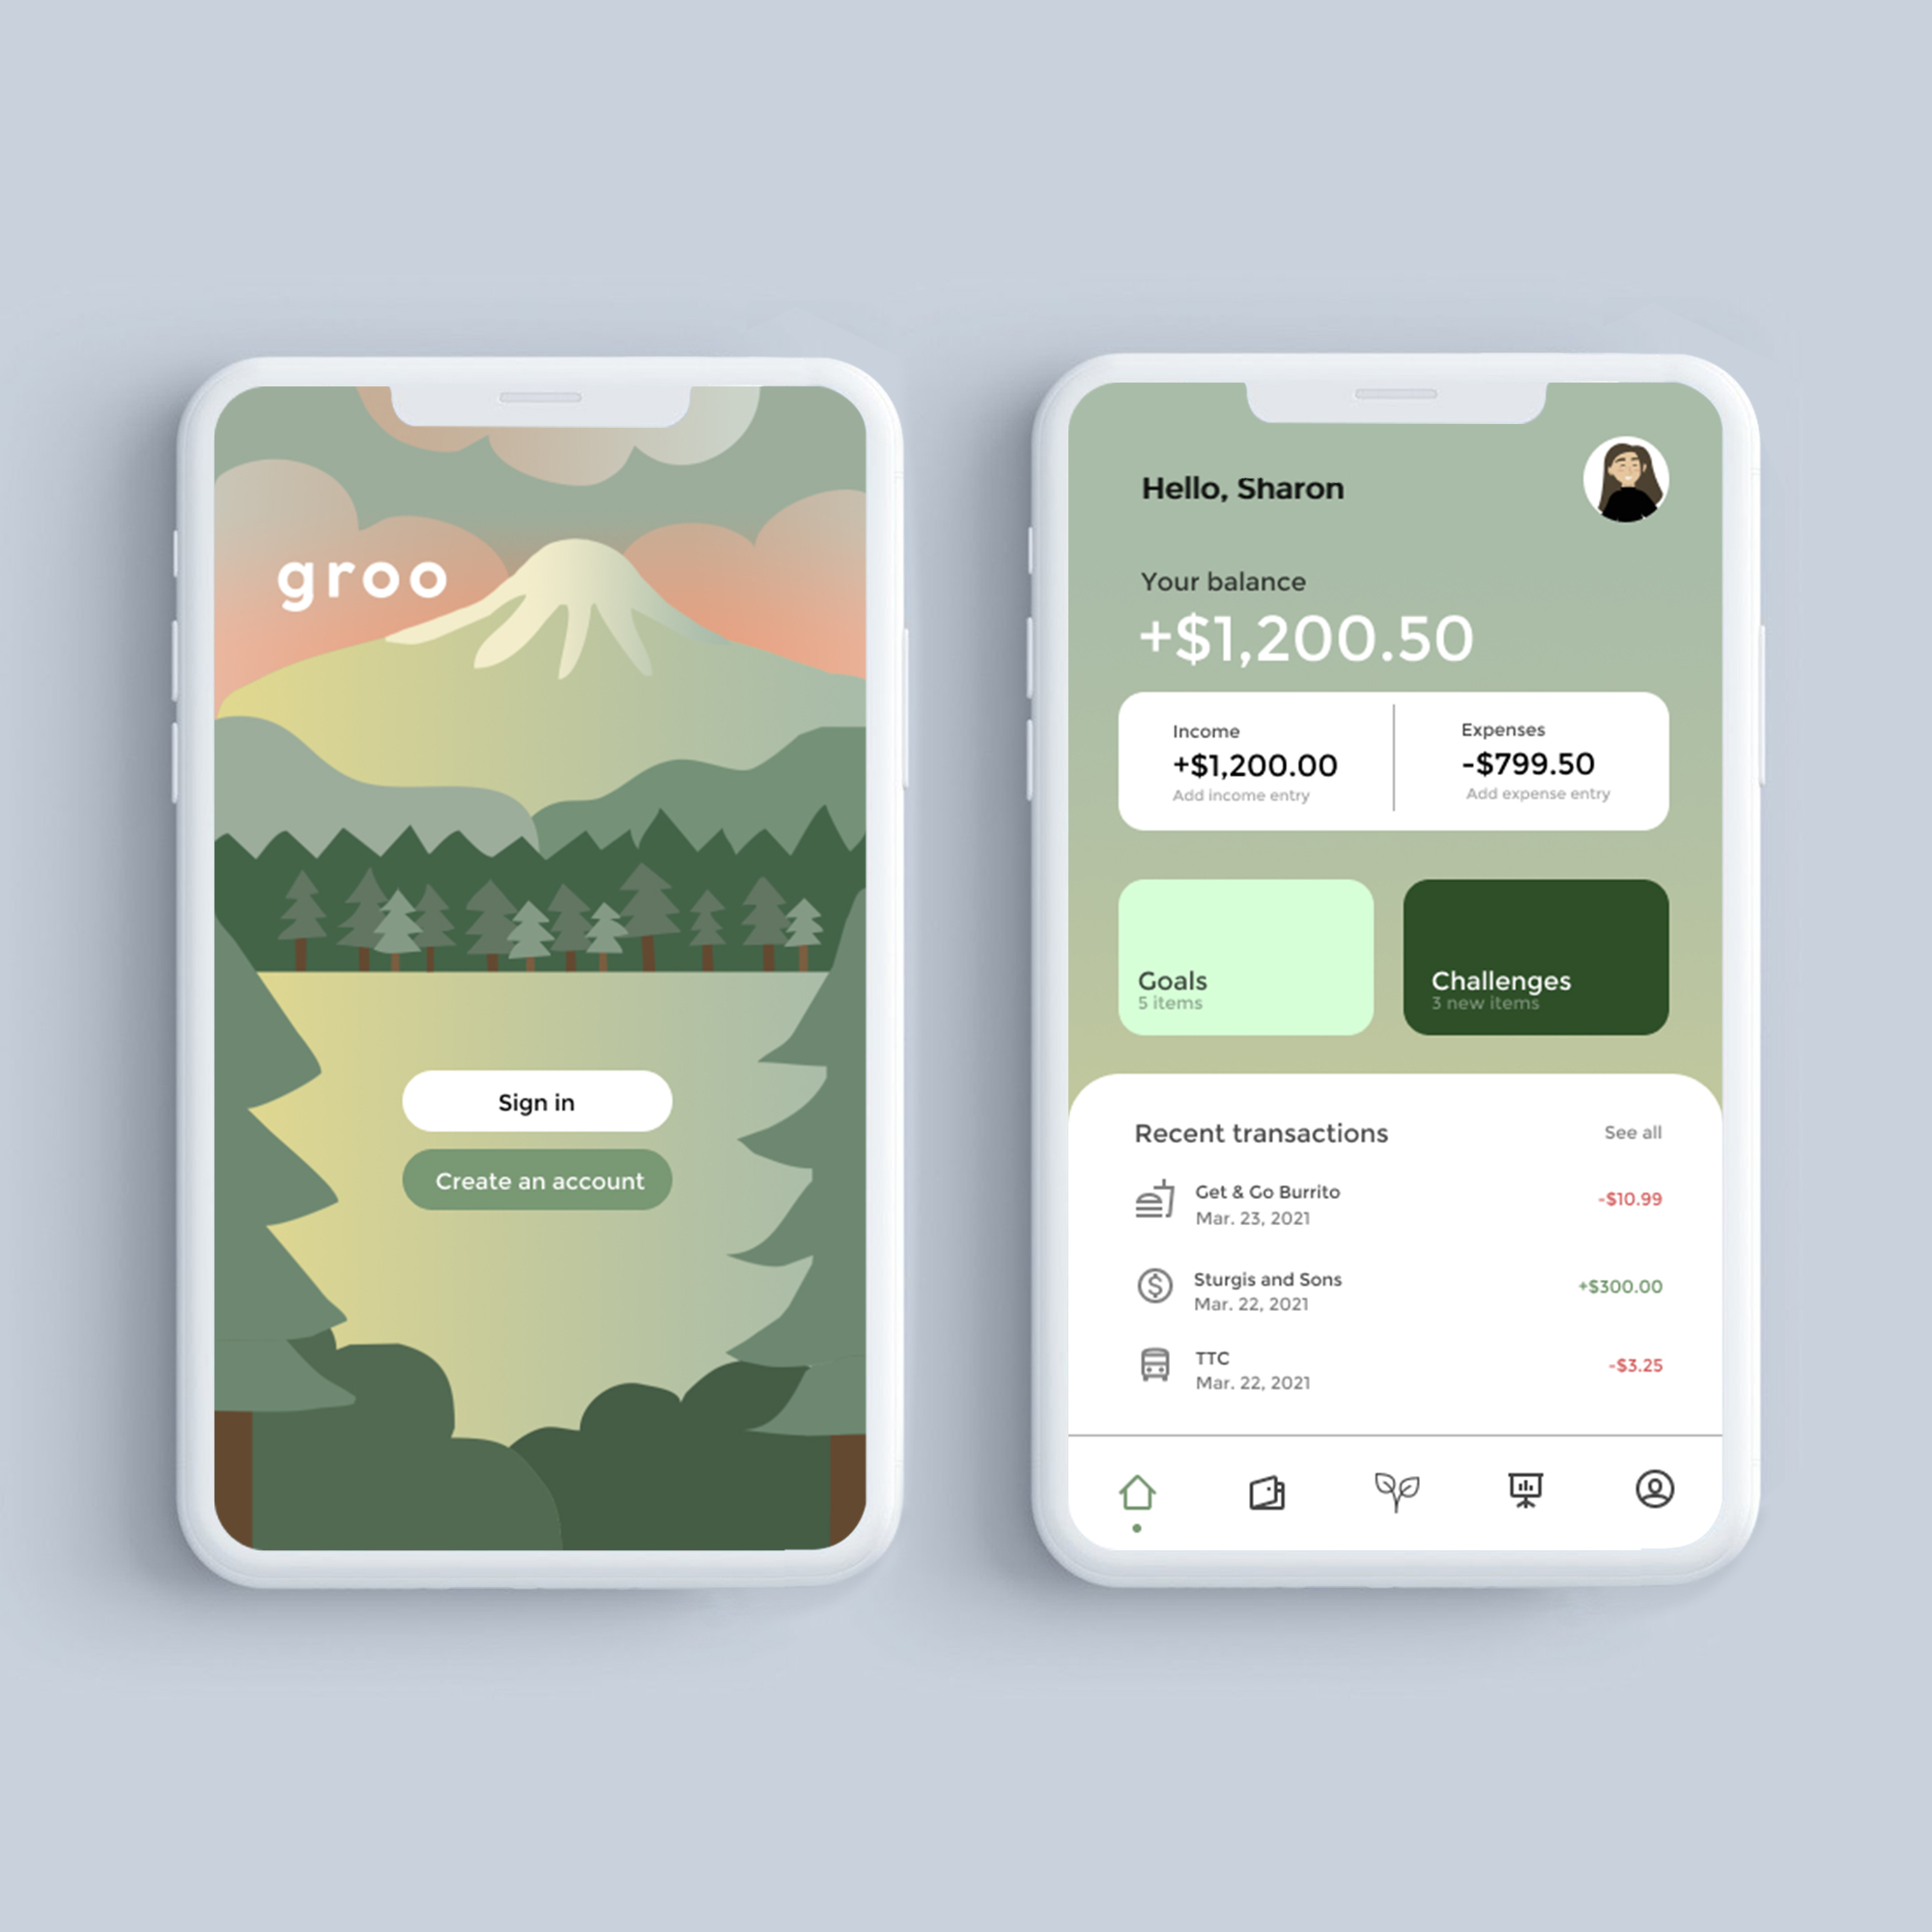 groo
Sign in
Create an account
Hello, Sharon
Your balance
+$1,200.50
Income
+$1,200.00
Add income entry
Expenses
-$799.50
Add expense entry
Goals
5 items
Challenges
3 new items
Recent transactions
See all
Get & Go Burrito
Mar. 23, 2021
-$10.99
Sturgis and Sons
Mar. 22, 2021
+$300.00
TTC
Mar. 22, 2021
-$3.25